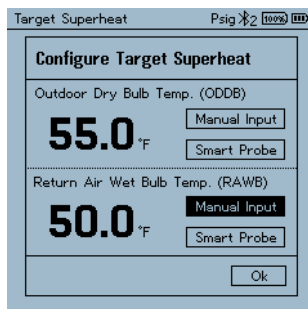 Target Superheat Psig 2 100%
Configure Target Superheat
Outdoor Dry Bulb Temp. (ODDB)
55.0 °F
Manual Input
Smart Probe
Return Air Wet Bulb Temp. (RAWB)
50.0 °F
Manual Input
Smart Probe
Ok